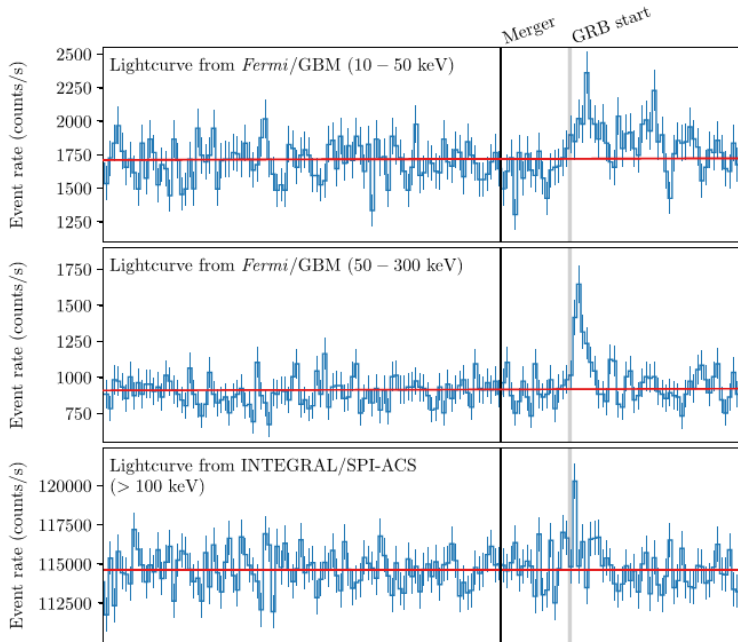 Merger
GRB start
Lightcurve from Fermi/GBM (10 − 50 keV)
Event rate (counts/s)
2500
2250
2000
1750
1500
1250
Lightcurve from Fermi/GBM (50 − 300 keV)
Event rate (counts/s)
1750
1500
1250
1000
750
Lightcurve from INTEGRAL/SPI-ACS
(> 100 keV)
Event rate (counts/s)
120000
117500
115000
112500